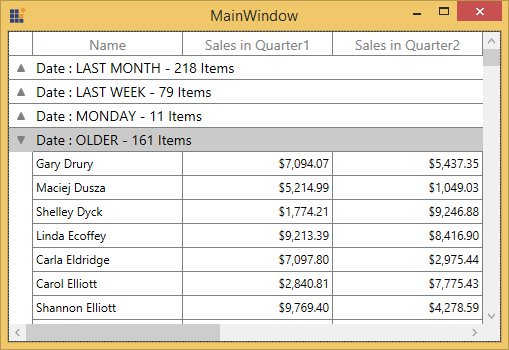 MainWindow
Name Sales in Quarter1 Sales in Quarter2
Date : LAST MONTH - 218 Items
Date : LAST WEEK - 79 Items
Date : MONDAY - 11 Items
Date : OLDER - 161 Items
Gary Drury $7,094.07 $5,437.35
Maciej Dusza $5,214.99 $1,049.03
Shelley Dyck $1,774.21 $9,246.88
Linda Ecoffey $9,213.39 $8,416.90
Carla Eldridge $7,097.80 $2,975.44
Carol Elliott $2,840.81 $7,775.43
Shannon Elliott $9,769.40 $4,278.59